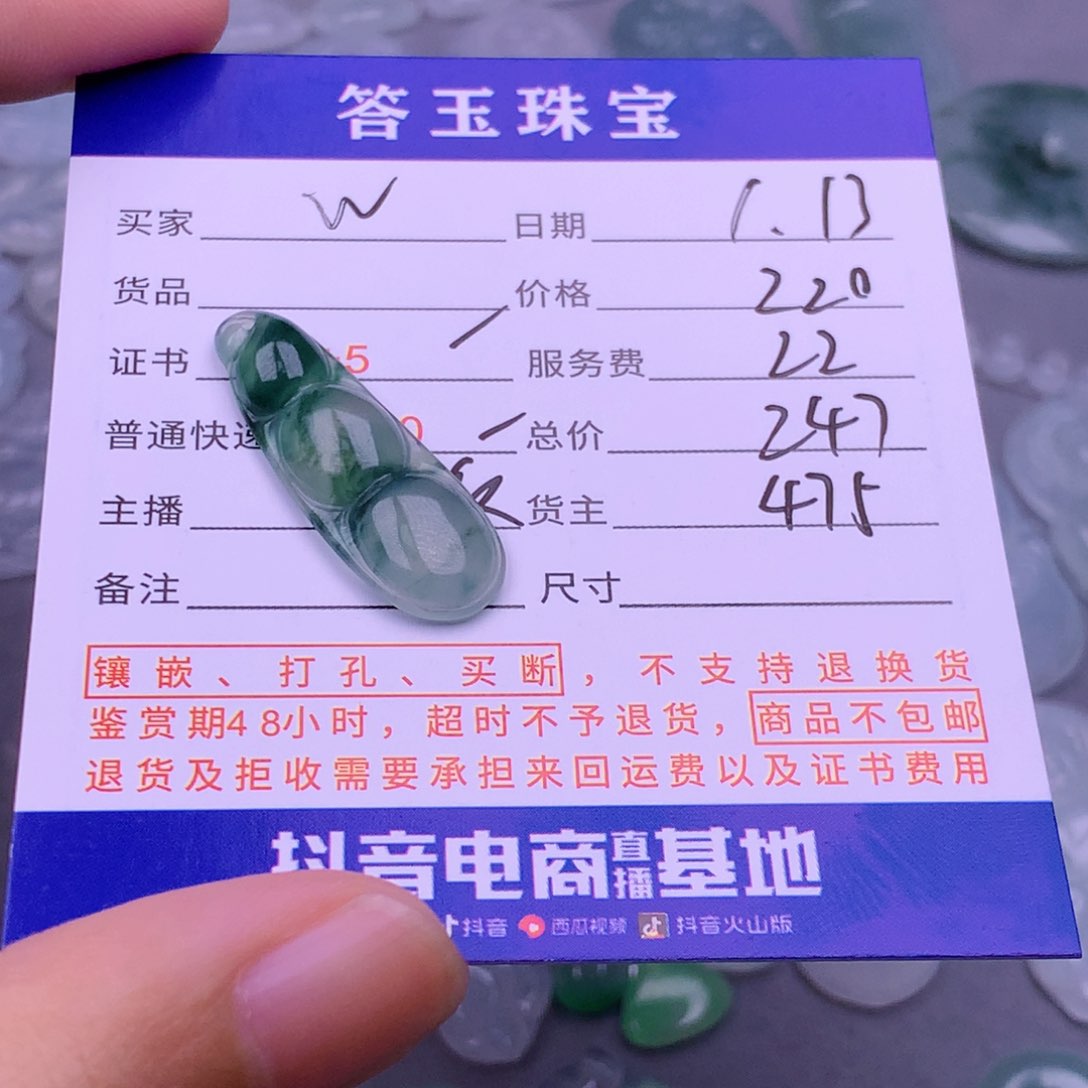 答玉珠宝
买家 W 日期 1.13
货品 价格 220
证书 5 服务费 22
普通快速 0 总价 247
主播 货主 475
备注 尺寸
镶嵌、打孔、买断，不支持退换货
鉴赏期48小时，超时不予退货，商品不包邮
退货及拒收需要承担来回运费以及证书费用
抖音电商直播基地
抖音 西瓜视频 抖音火山版